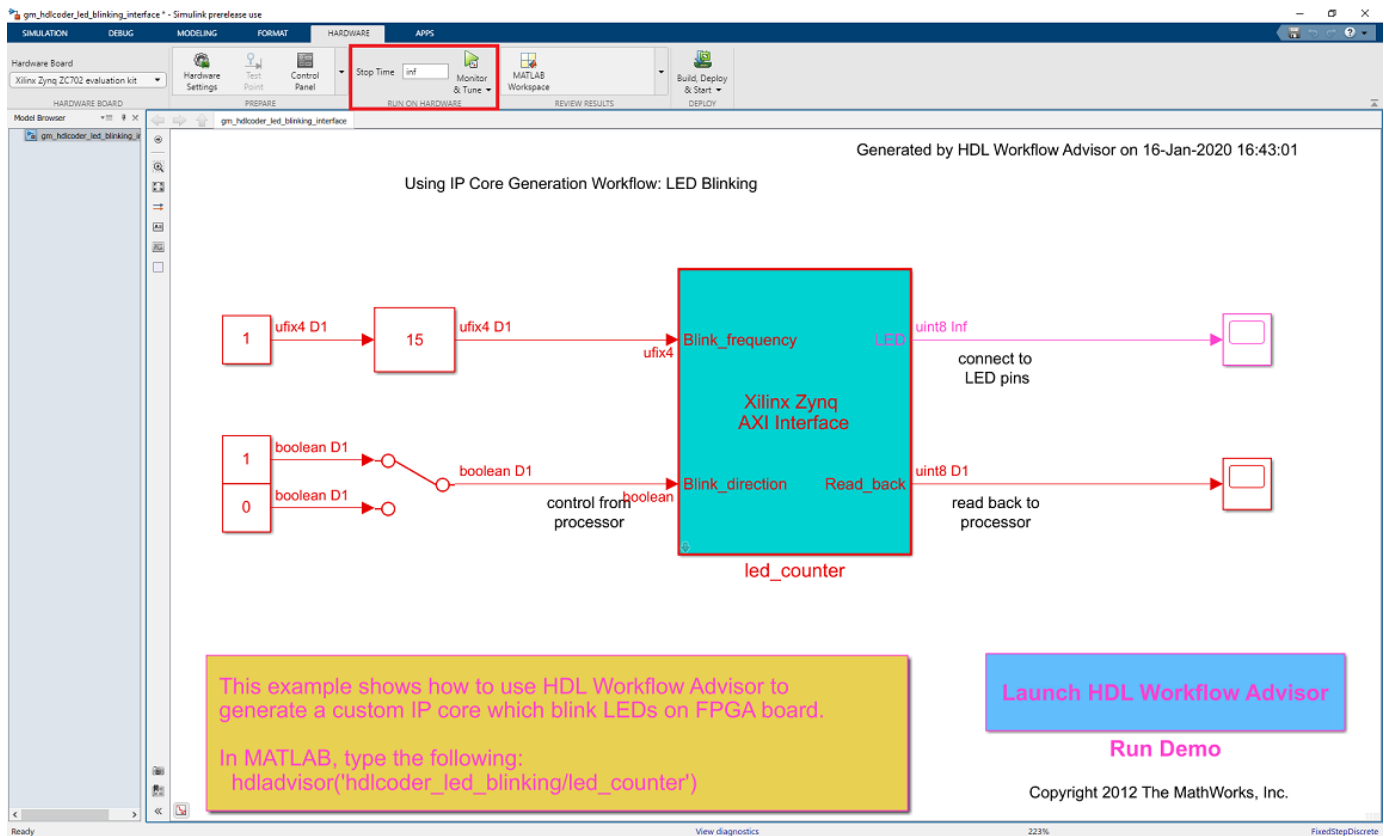 gm_hdlcoder_led_blinking_interface * - Simulink prerelease use
SIMULATION DEBUG MODELING FORMAT HARDWARE APPS
Hardware Board
Xilinx Zynq ZC702 evaluation kit
Hardware Settings
Test Point
Control Panel
Stop Time inf
Monitor & Tune
MATLAB Workspace
Build, Deploy & Start
HARDWARE BOARD PREPARE RUN ON HARDWARE REVIEW RESULTS DEPLOY
Model Browser
gm_hdlcoder_led_blinking_interface
gm_hdlcoder_led_blinking_i
Generated by HDL Workflow Advisor on 16-Jan-2020 16:43:01
Using IP Core Generation Workflow: LED Blinking
1 ufix4 D1 15 ufix4 D1 ufix4 Blink_frequency LED uint8 Inf
connect to
LED pins
Xilinx Zynq
AXI Interface
1 boolean D1
0 boolean D1
boolean D1
control from
processor
boolean
Blink_direction Read_back uint8 D1
read back to
processor
led_counter
This example shows how to use HDL Workflow Advisor to
generate a custom IP core which blink LEDs on FPGA board.
In MATLAB, type the following:
hdladvisor('hdlcoder_led_blinking/led_counter')
Launch HDL Workflow Advisor
Run Demo
Copyright 2012 The MathWorks, Inc.
Ready View diagnostics 223% FixedStepDiscrete